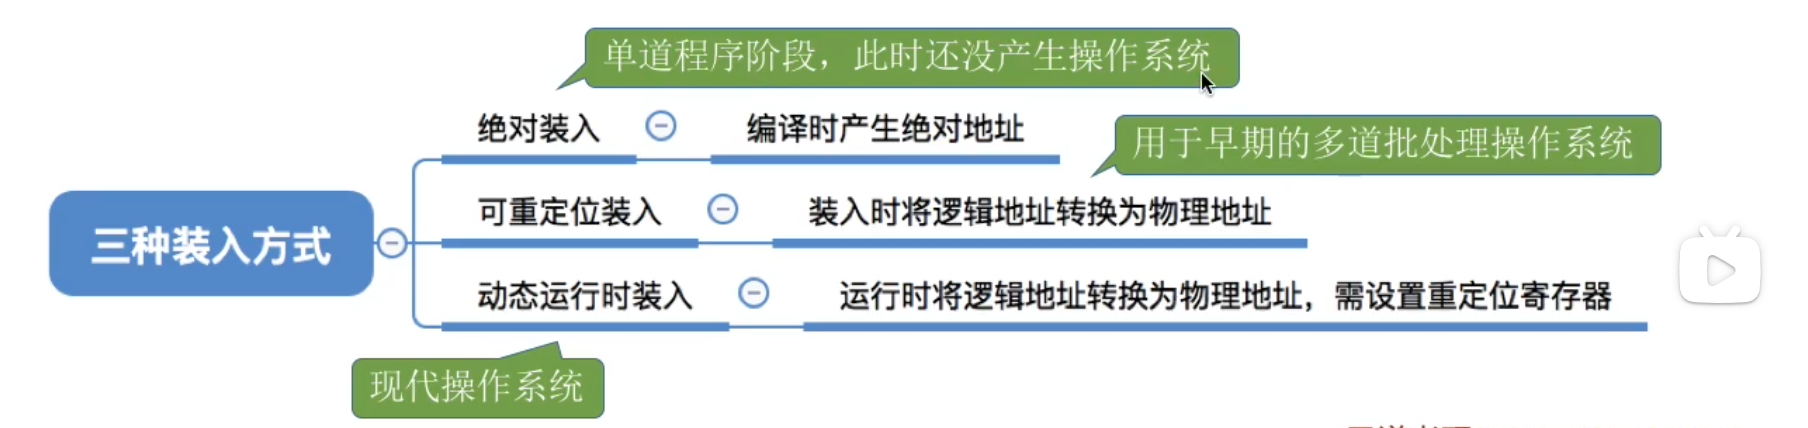 单道程序阶段，此时还没产生操作系统
绝对装入
编译时产生绝对地址
用于早期的多道批处理操作系统
可重定位装入
装入时将逻辑地址转换为物理地址
三种装入方式
动态运行时装入
运行时将逻辑地址转换为物理地址，需设置重定位寄存器
现代操作系统